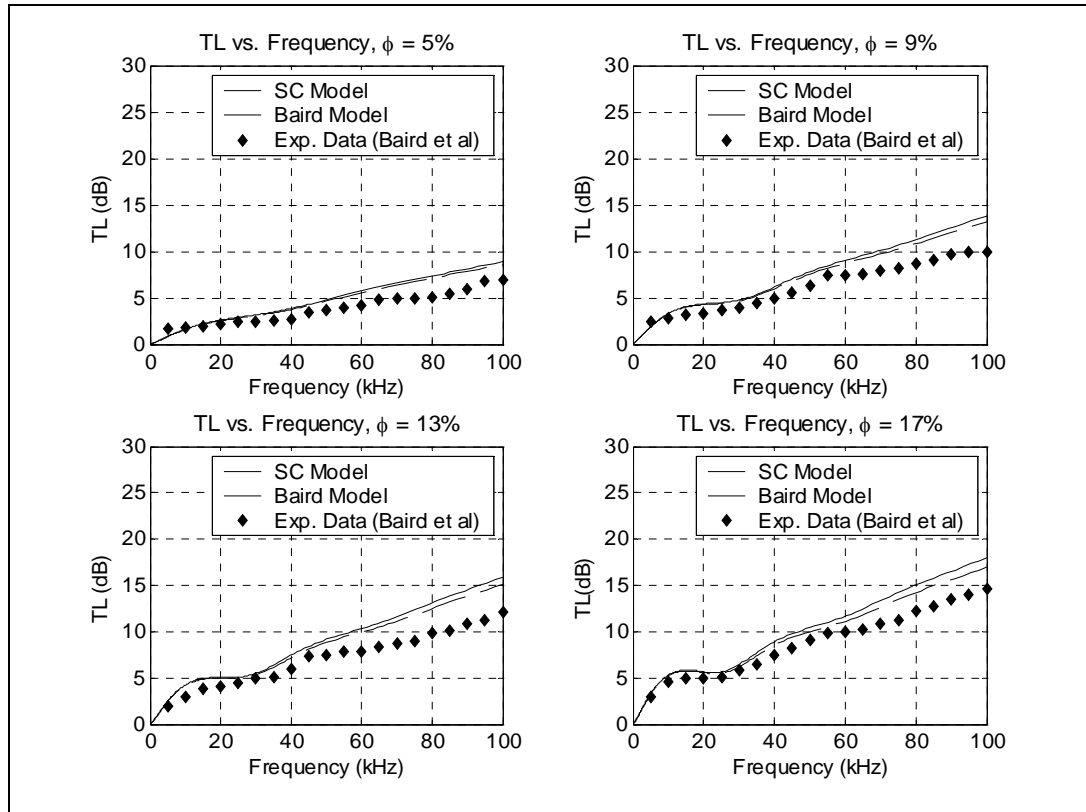 TL vs. Frequency, ϕ = 5%
30
25
20
15
10
5
0
TL (dB)
SC Model
Baird Model
Exp. Data (Baird et al)
0 20 40 60 80 100
Frequency (kHz)
TL vs. Frequency, ϕ = 9%
30
25
20
15
10
5
0
TL (dB)
SC Model
Baird Model
Exp. Data (Baird et al)
0 20 40 60 80 100
Frequency (kHz)
TL vs. Frequency, ϕ = 13%
30
25
20
15
10
5
0
TL (dB)
SC Model
Baird Model
Exp. Data (Baird et al)
0 20 40 60 80 100
Frequency (kHz)
TL vs. Frequency, ϕ = 17%
30
25
20
15
10
5
0
TL(dB)
SC Model
Baird Model
Exp. Data (Baird et al)
0 20 40 60 80 100
Frequency (kHz)